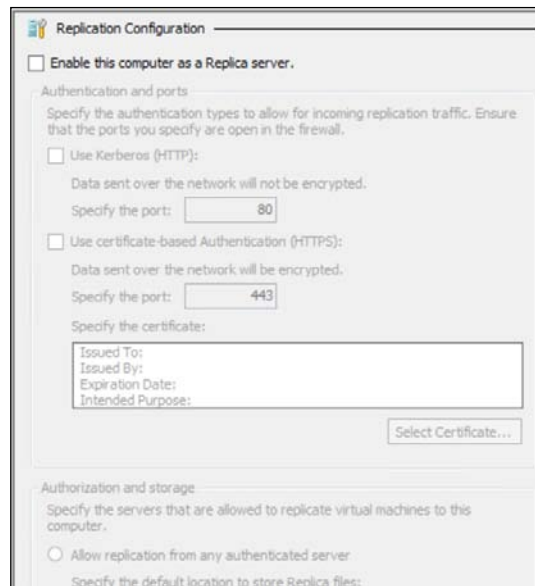 Replication Configuration
Enable this computer as a Replica server.
Authentication and ports
Specify the authentication types to allow for incoming replication traffic. Ensure
that the ports you specify are open in the firewall.
Use Kerberos (HTTP):
Data sent over the network will not be encrypted.
Specify the port: 80
Use certificate-based Authentication (HTTPS):
Data sent over the network will be encrypted.
Specify the port: 443
Specify the certificate:
Issued To:
Issued By:
Expiration Date:
Intended Purpose:
Select Certificate...
Authorization and storage
Specify the servers that are allowed to replicate virtual machines to this
computer.
Allow replication from any authenticated server
Specify the default location to store Replica files: